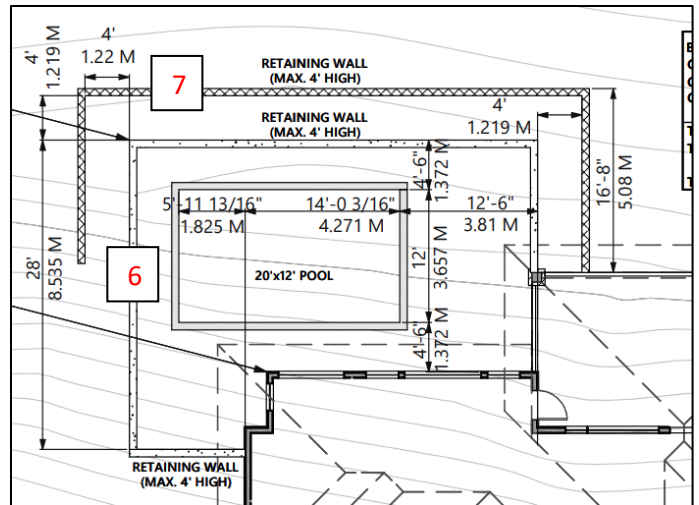 4'
1.22 M
4'
1.219 M
7
RETAINING WALL
(MAX. 4' HIGH)
4'
1.219 M
RETAINING WALL
(MAX. 4' HIGH)
4'-6"
1.372 M
16'-8"
5.08 M
5'-11 13/16"
1.825 M
14'-0 3/16"
4.271 M
12'-6"
3.81 M
28'
8.535 M
6
20'x12' POOL
12'
3.657 M
4'-6"
1.372 M
RETAINING WALL
(MAX. 4' HIGH)